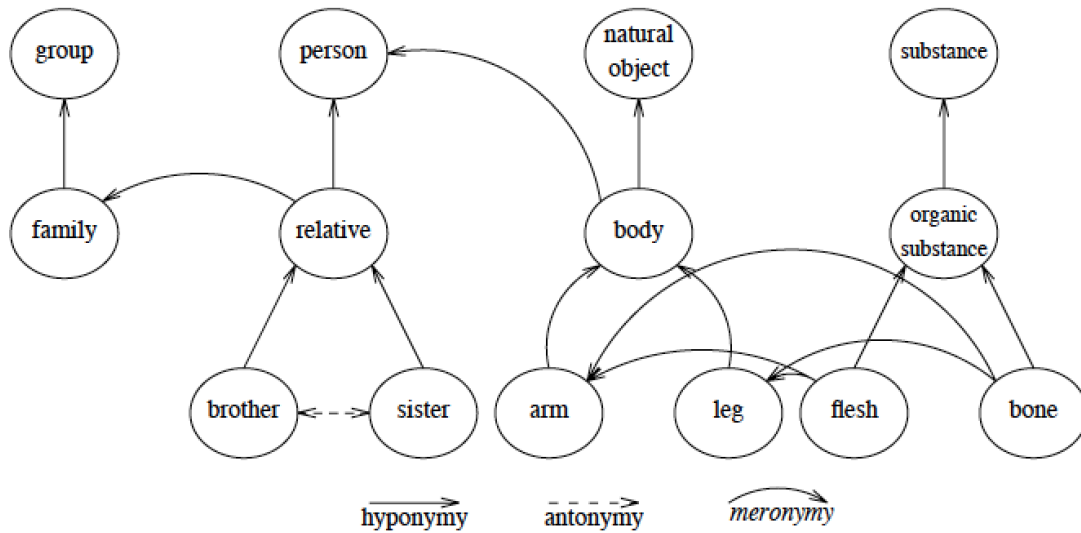 group
person
natural
object
substance
family
relative
body
organic
substance
brother
sister
arm
leg
flesh
bone
hyponymy
antonymy
meronymy